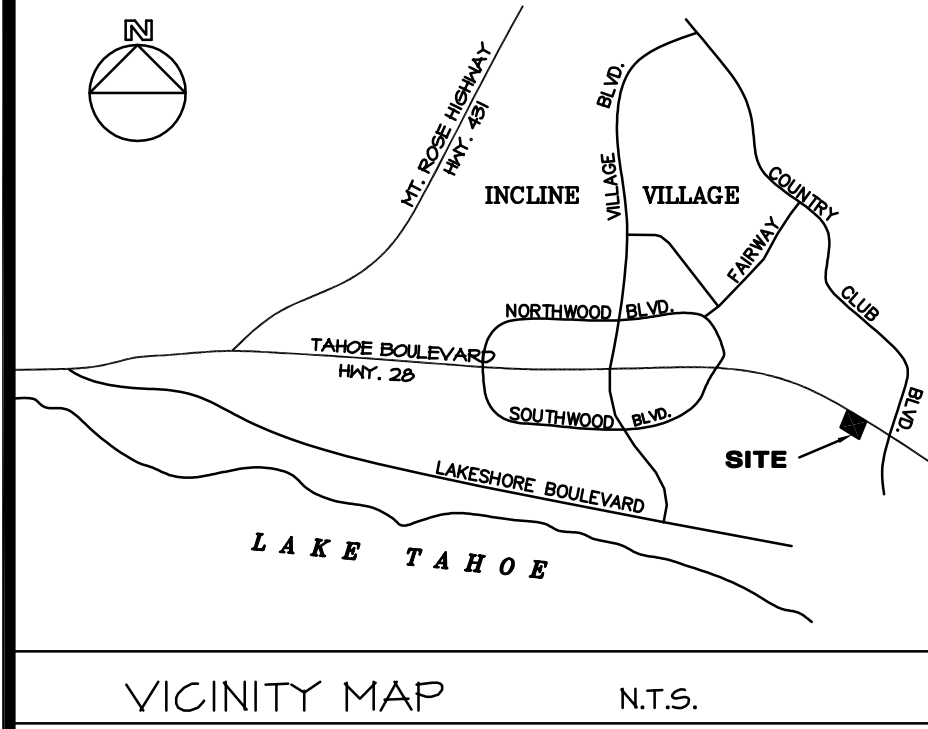 N
MT. ROSE HIGHWAY
HWY. 431
VILLAGE BLVD.
INCLINE VILLAGE
COUNTRY CLUB BLVD.
FAIRWAY
NORTHWOOD BLVD.
TAHOE BOULEVARD
HWY. 28
SOUTHWOOD BLVD.
SITE
LAKESHORE BOULEVARD
LAKE TAHOE
VICINITY MAP N.T.S.